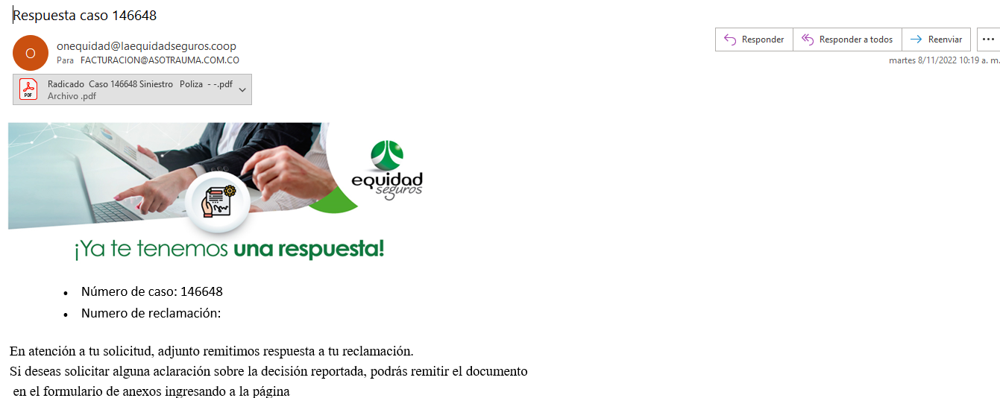 Respuesta caso 146648
O
onequidad@laequidadseguros.coop
Para FACTURACION@ASOTRAUMA.COM.CO
Responder
Responder a todos
Reenviar
martes 8/11/2022 10:19 a. m.
PDF
Radicado Caso 146648 Siniestro Poliza - -.pdf
Archivo .pdf
equidad
seguros
¡Ya te tenemos una respuesta!
• Número de caso: 146648
• Numero de reclamación:
En atención a tu solicitud, adjunto remitimos respuesta a tu reclamación.
Si deseas solicitar alguna aclaración sobre la decisión reportada, podrás remitir el documento
en el formulario de anexos ingresando a la página